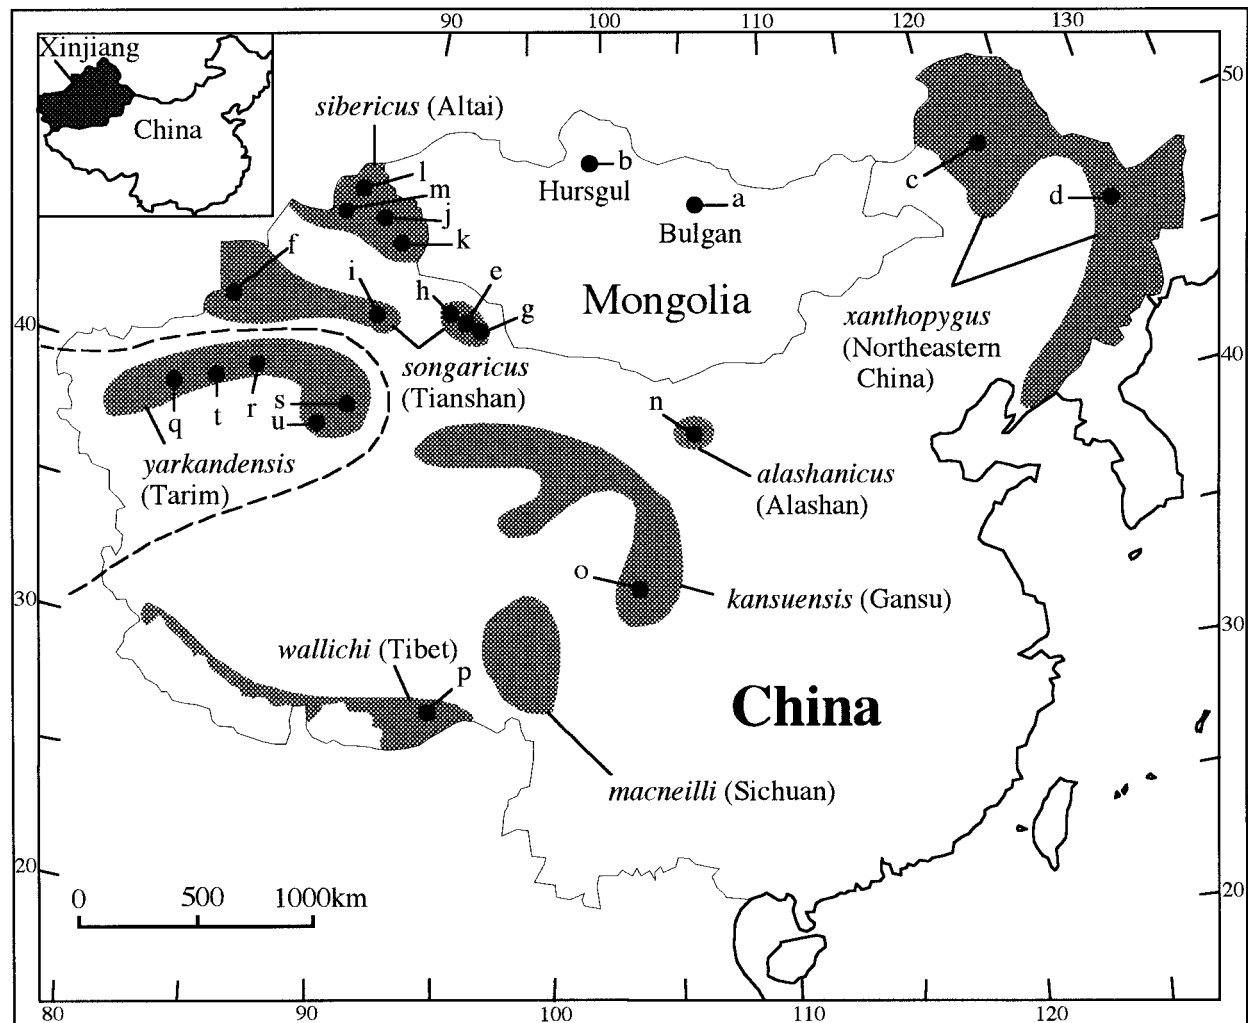 90 100 110 120 130
Xinjiang
China
50
sibericus (Altai)
l
m
j
k
b
Hursgul
a
Bulgan
c
d
f
i
h
e
g
Mongolia
xanthopygus
(Northeastern
China)
40
40
songaricus
(Tianshan)
q
t
r
s
u
n
yarkandensis
(Tarim)
alashanicus
(Alashan)
o
kansuensis (Gansu)
30
30
wallichi (Tibet)
p
China
macneilli (Sichuan)
20
20
0 500 1000km
80 90 100 110 120